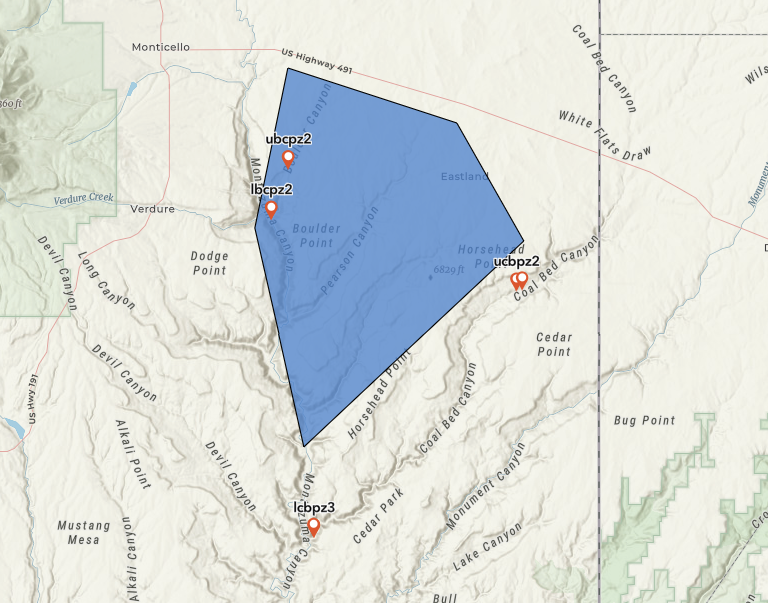 Monticello
US Highway 491
Coal Bed Canyon
Wils
360 ft
White Flats Draw
ubcpz2
Boulder Canyon
lbcpz2
Eastland
Verdure Creek
Verdure
Monument
Boulder
Point
Pearson Canyon
Canyon
Horsehead
ucbpz2
Coal Bed Canyon
Dodge
Point
6829 ft
Devil Canyon
Long Canyon
Cedar
Point
Devil Canyon
Horsehead Point
Coal Bed Canyon
US Hwy 191
Bug Point
Alkali Point
Devil Canyon
Monument Canyon
lcbpz3
Montezuma Canyon
Cedar Park
Mustang
Mesa
Alkali Canyon
Lake Canyon
Cro
Bull